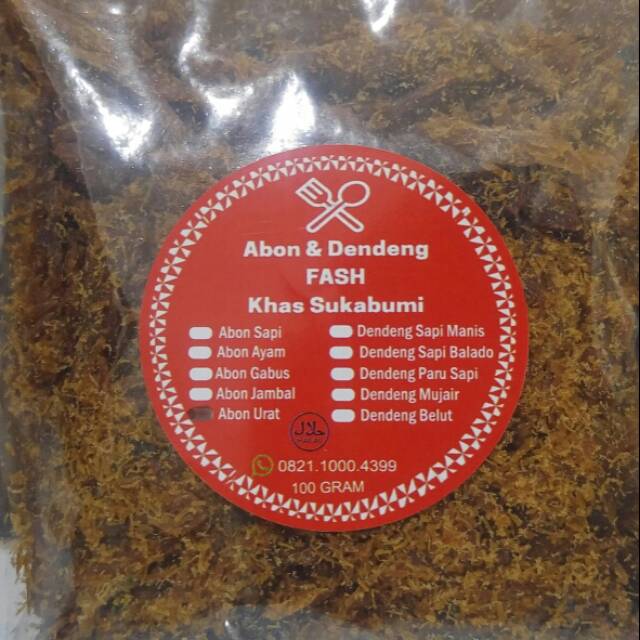 Abon & Dendeng
FASH
Khas Sukabumi
Abon Sapi
Abon Ayam
Abon Gabus
Abon Jambal
Abon Urat
Dendeng Sapi Manis
Dendeng Sapi Balado
Dendeng Paru Sapi
Dendeng Mujair
Dendeng Belut
حلال
HALAL
0821.1000.4399
100 GRAM